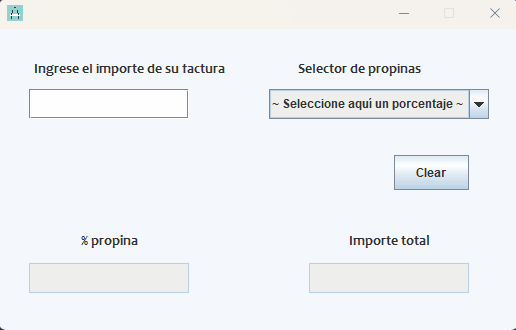 Ingrese el importe de su factura
Selector de propinas
~ Seleccione aquí un porcentaje ~
Clear
% propina
Importe total